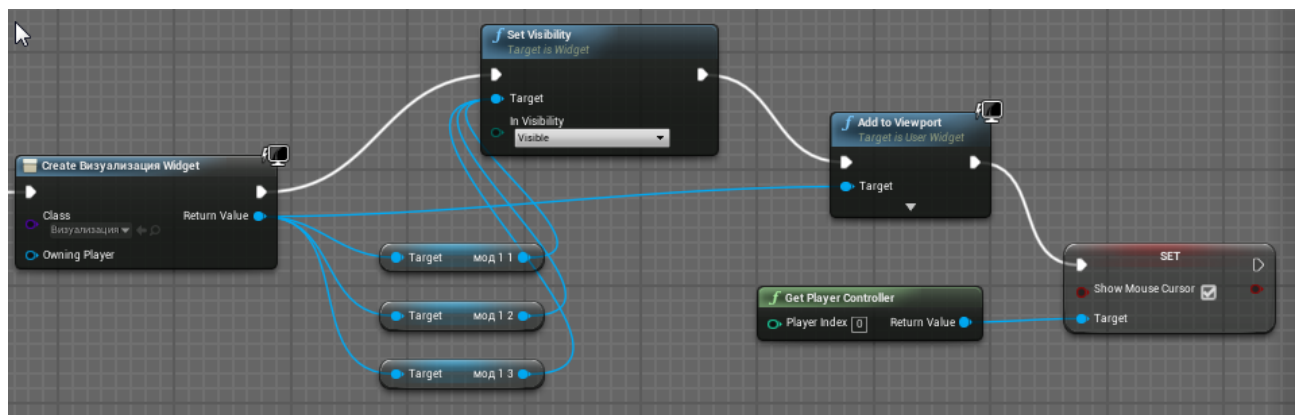 Set Visibility
Target is Widget
Target
In Visibility
Visible
Create Визуализация Widget
Class
Визуализация
Return Value
Owning Player
Add to Viewport
Target is User Widget
Target
Target мод 1 1
Target мод 1 2
Target мод 1 3
Get Player Controller
Player Index 0 Return Value
SET
Show Mouse Cursor
Target